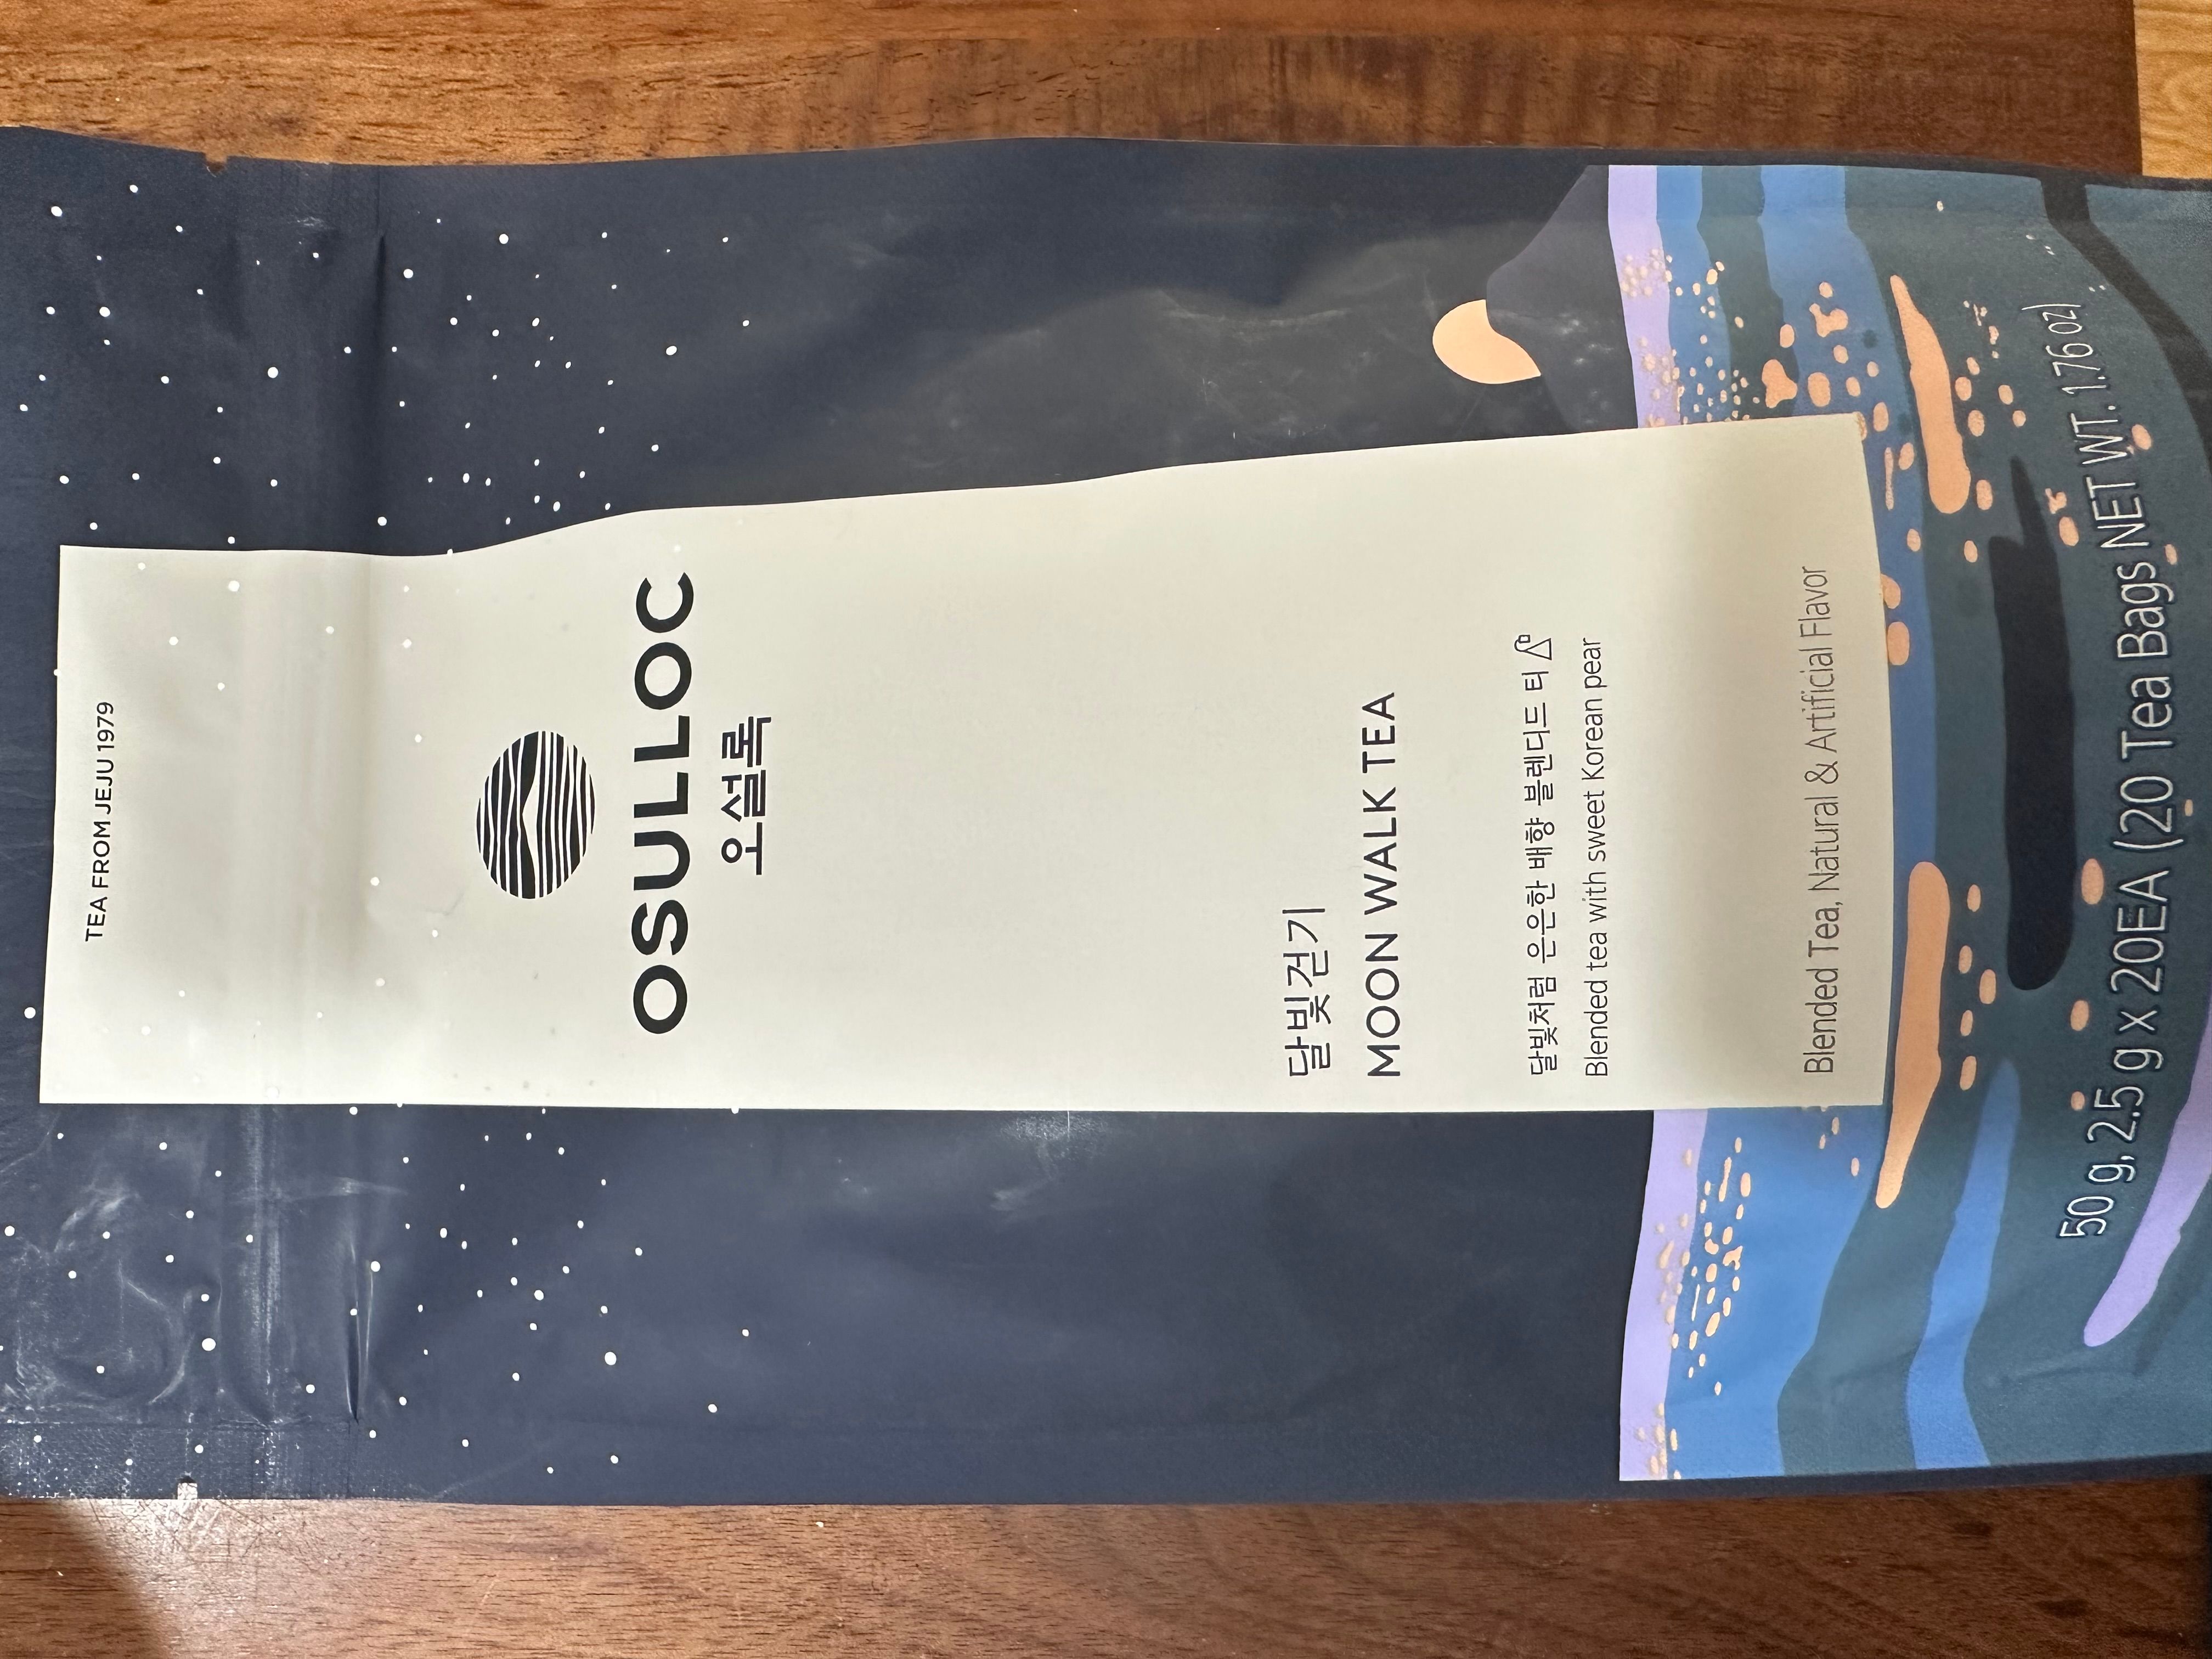 TEA FROM JEJU 1979
OSULLOC
오설록
달빛걷기
MOON WALK TEA
달빛처럼 은은한 배향 블렌디드 티
Blended tea with sweet Korean pear
Blended Tea, Natural & Artificial Flavor
50 g, 2.5 g x 20EA (20 Tea Bags NET WT. 1.76 oz)